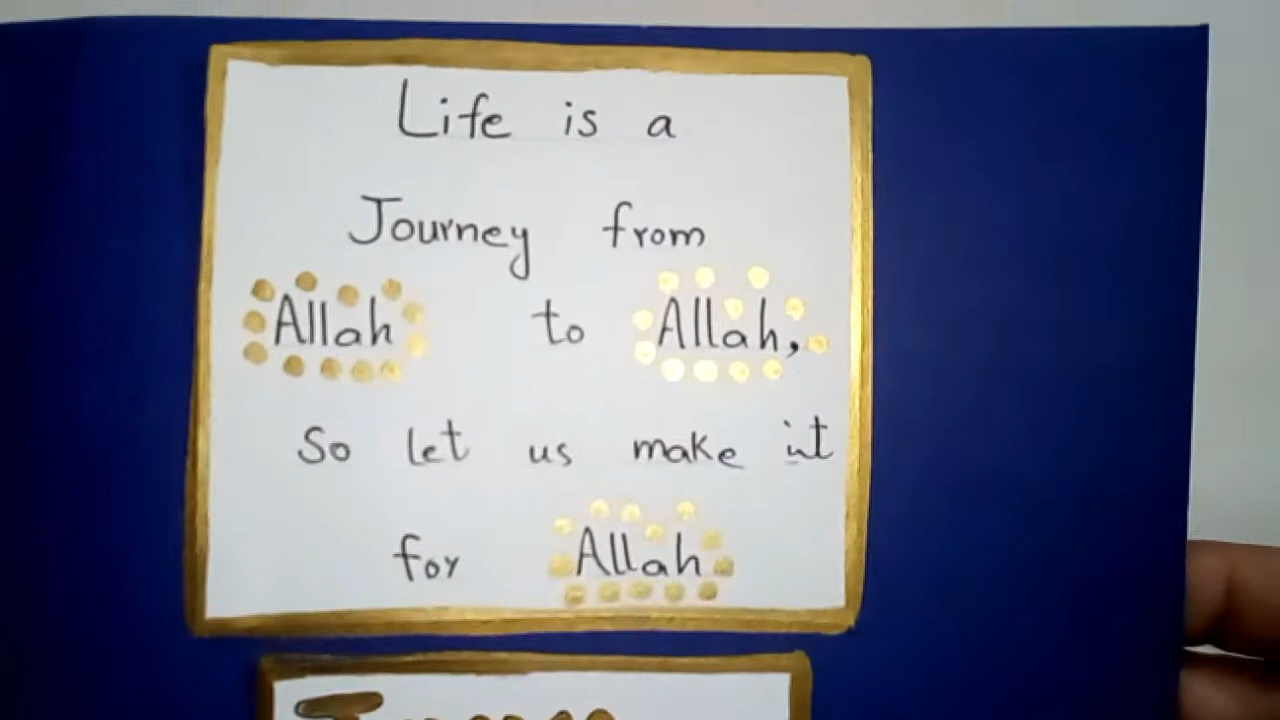 Life is a
Journey from
Allah to Allah,
So let us make it
for Allah